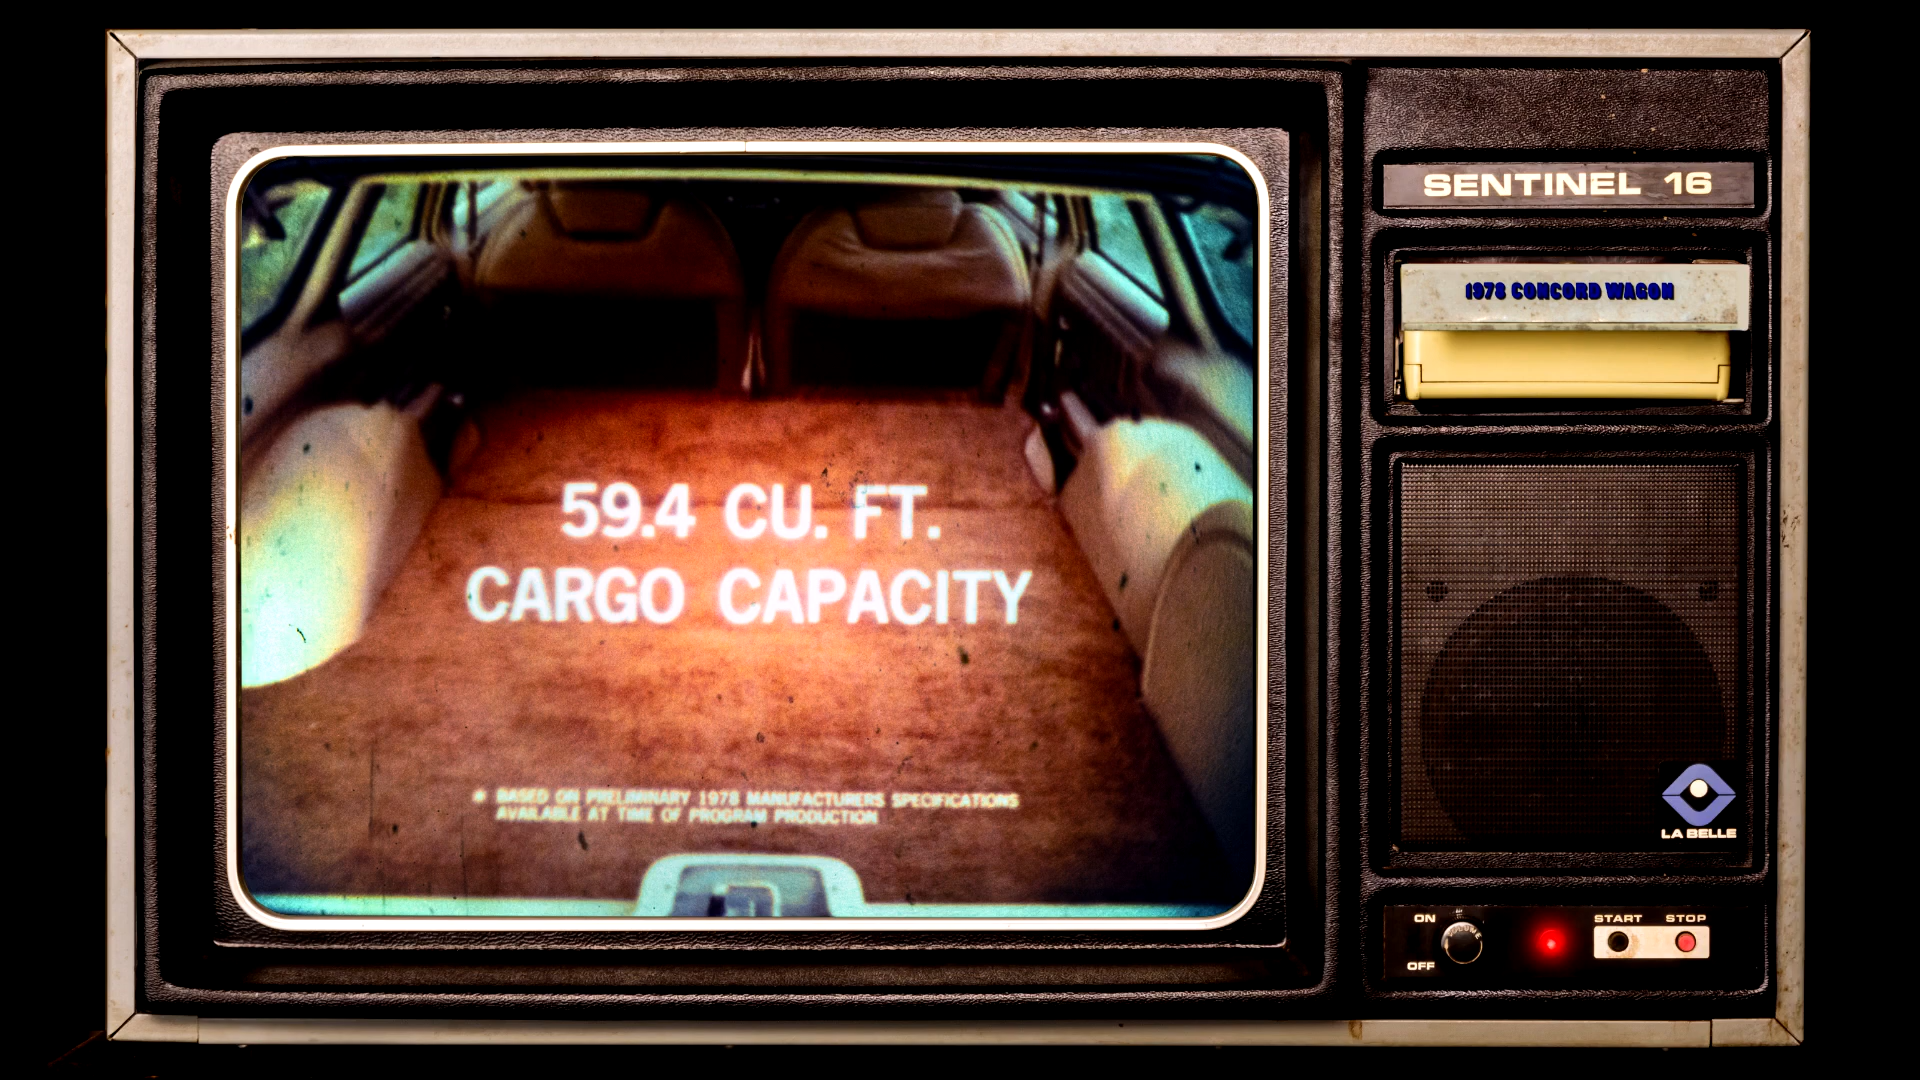 59.4 CU. FT.
CARGO CAPACITY
* BASED ON PRELIMINARY 1978 MANUFACTURERS SPECIFICATIONS
AVAILABLE AT TIME OF PROGRAM PRODUCTION
SENTINEL 16
1978 CONCORD WAGON
LA BELLE
ON
OFF
VOLUME
START STOP